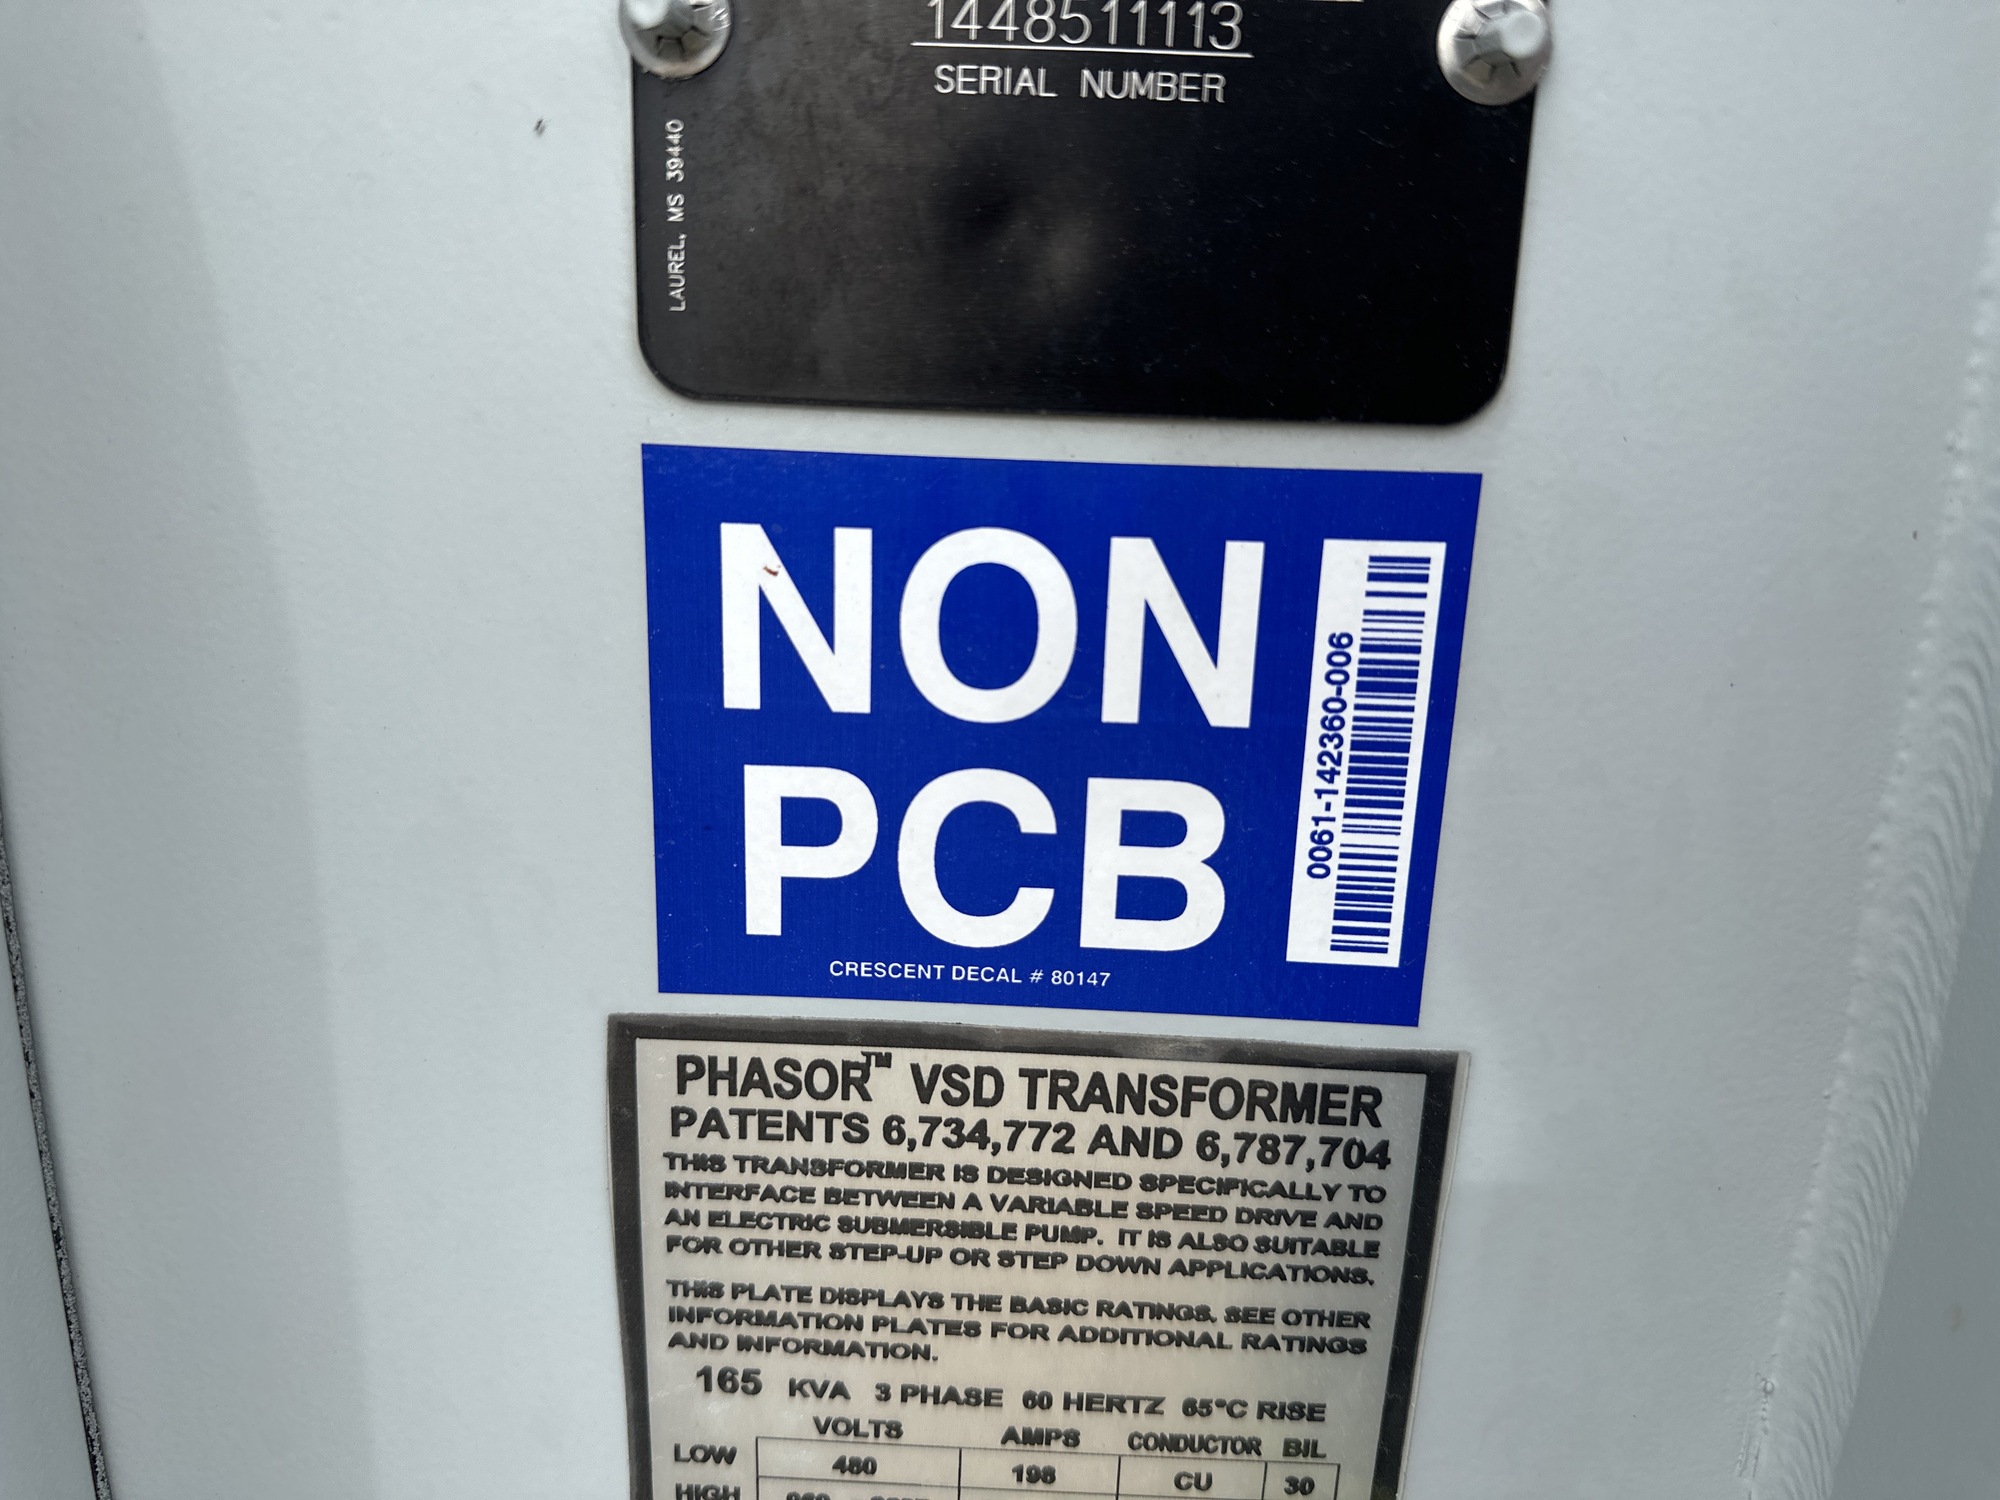 1448511113
SERIAL NUMBER
LAUREL, MS 39440
NON
PCB
0061-142360-006
CRESCENT DECAL # 80147
PHASOR™ VSD TRANSFORMER
PATENTS 6,734,772 AND 6,787,704
THIS TRANSFORMER IS DESIGNED SPECIFICALLY TO
INTERFACE BETWEEN A VARIABLE SPEED DRIVE AND
AN ELECTRIC SUBMERSIBLE PUMP. IT IS ALSO SUITABLE
FOR OTHER STEP-UP OR STEP DOWN APPLICATIONS.
THIS PLATE DISPLAYS THE BASIC RATINGS. SEE OTHER
INFORMATION PLATES FOR ADDITIONAL RATINGS
AND INFORMATION.
165 KVA 3 PHASE 60 HERTZ 65°C RISE
VOLTS AMPS CONDUCTOR BIL
LOW 480 198 CU 30
HIGH